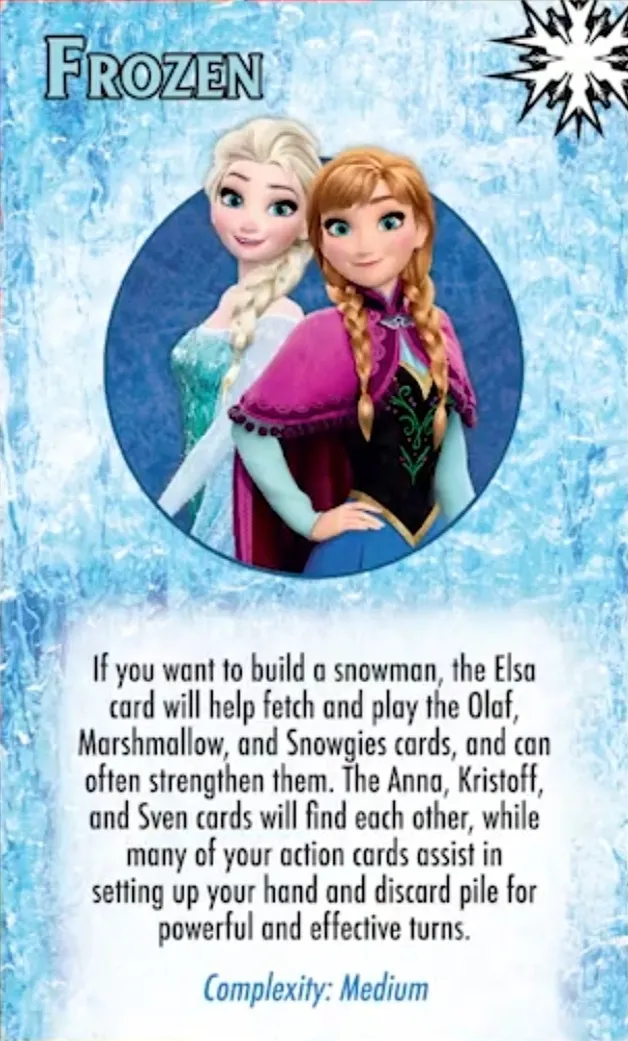 FROZEN
If you want to build a snowman, the Elsa
card will help fetch and play the Olaf,
Marshmallow, and Snowgies cards, and can
often strengthen them. The Anna, Kristoff,
and Sven cards will find each other, while
many of your action cards assist in
setting up your hand and discard pile for
powerful and effective turns.
Complexity: Medium